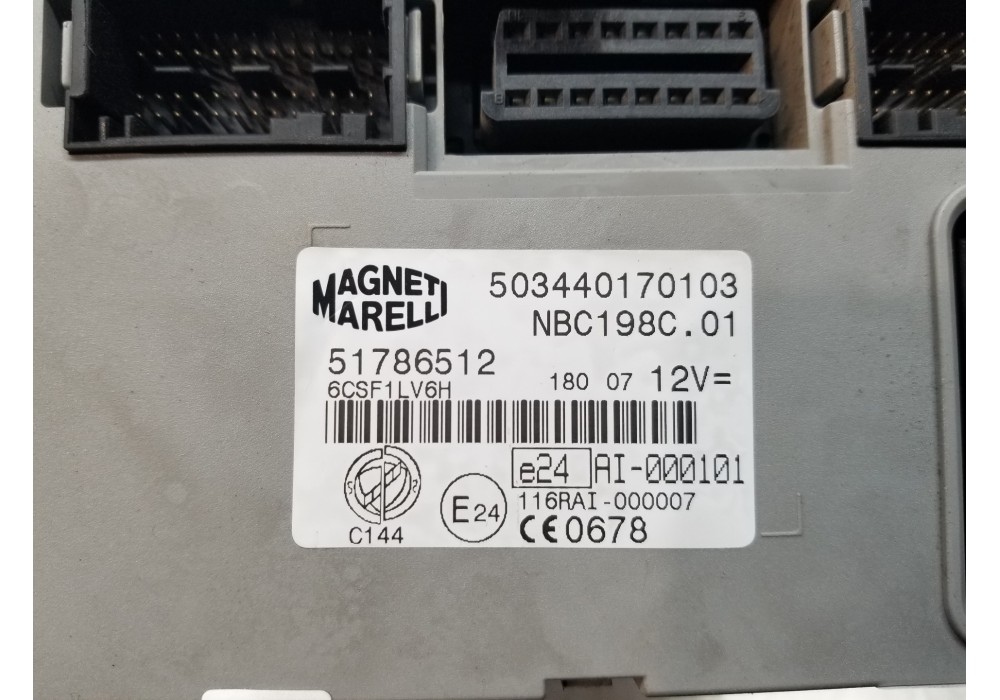 MAGNETI
MARELLI
503440170103
NBC198C.01
51786512
6CSF1LV6H
180 07 12V=
e24 AI-000101
116RAI-000007
E24
C144
CE0678